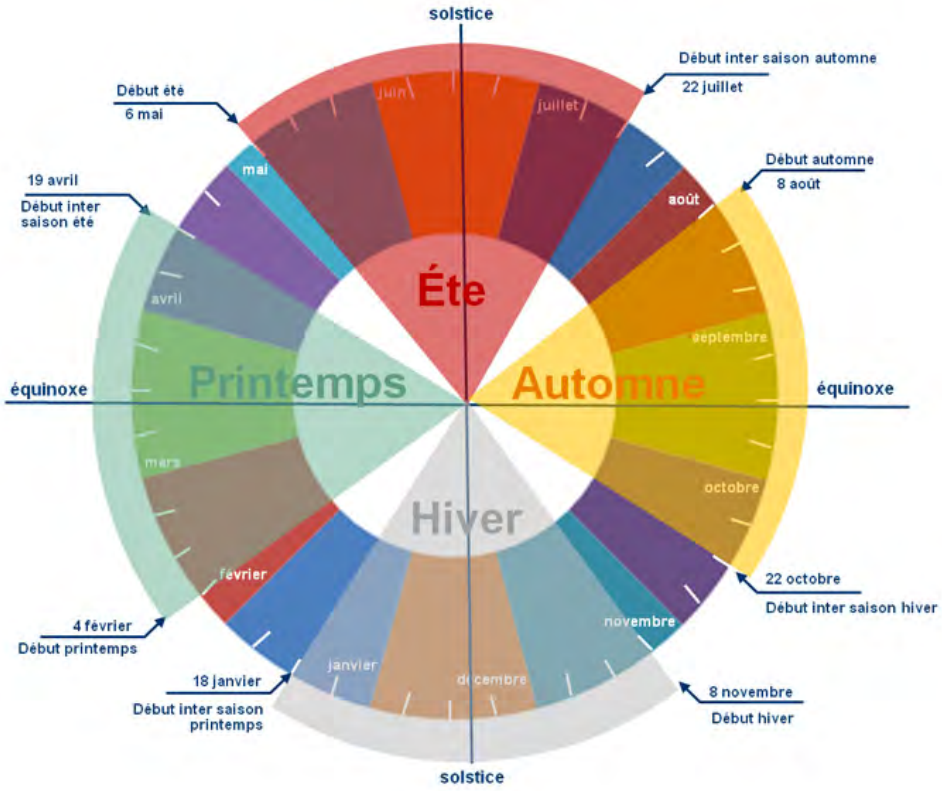 solstice
Début inter saison automne
22 juillet
Début été
6 mai
juin
juillet
Début automne
8 août
19 avril
Début inter
saison été
mai
août
avril
Éte
septembre
équinoxe
Printemps
Automne
équinoxe
mars
octobre
Hiver
février
22 octobre
Début inter saison hiver
4 février
Début printemps
novembre
janvier
décembre
18 janvier
Début inter saison
printemps
8 novembre
Début hiver
solstice